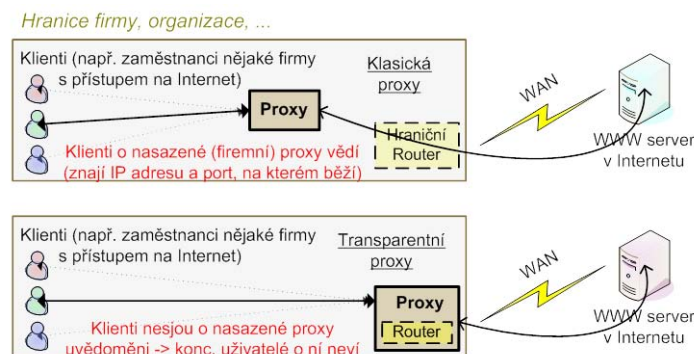 Hranice firmy, organizace, ...
Klienti (např. zaměstnanci nějaké firmy
s přístupem na Internet)
Klasická
proxy
Proxy
WAN
Hraniční
Router
WWW server
v Internetu
Klienti o nasazené (firemní) proxy vědí
(znají IP adresu a port, na kterém běží)
Klienti (např. zaměstnanci nějaké firmy
s přístupem na Internet)
Transparentní
proxy
WAN
Proxy
Router
WWW server
v Internetu
Klienti nesjou o nasazené proxy
uvědoměni -> konc. uživatelé o ní neví